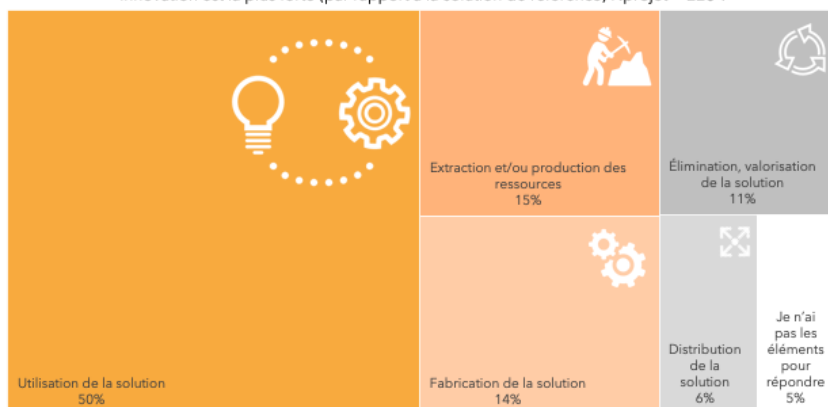 Utilisation de la solution
50%
Extraction et/ou production des
ressources
15%
Fabrication de la solution
14%
Élimination, valorisation
de la solution
11%
Distribution
de la
solution
6%
Je n'ai
pas les
éléments
pour
répondre
5%